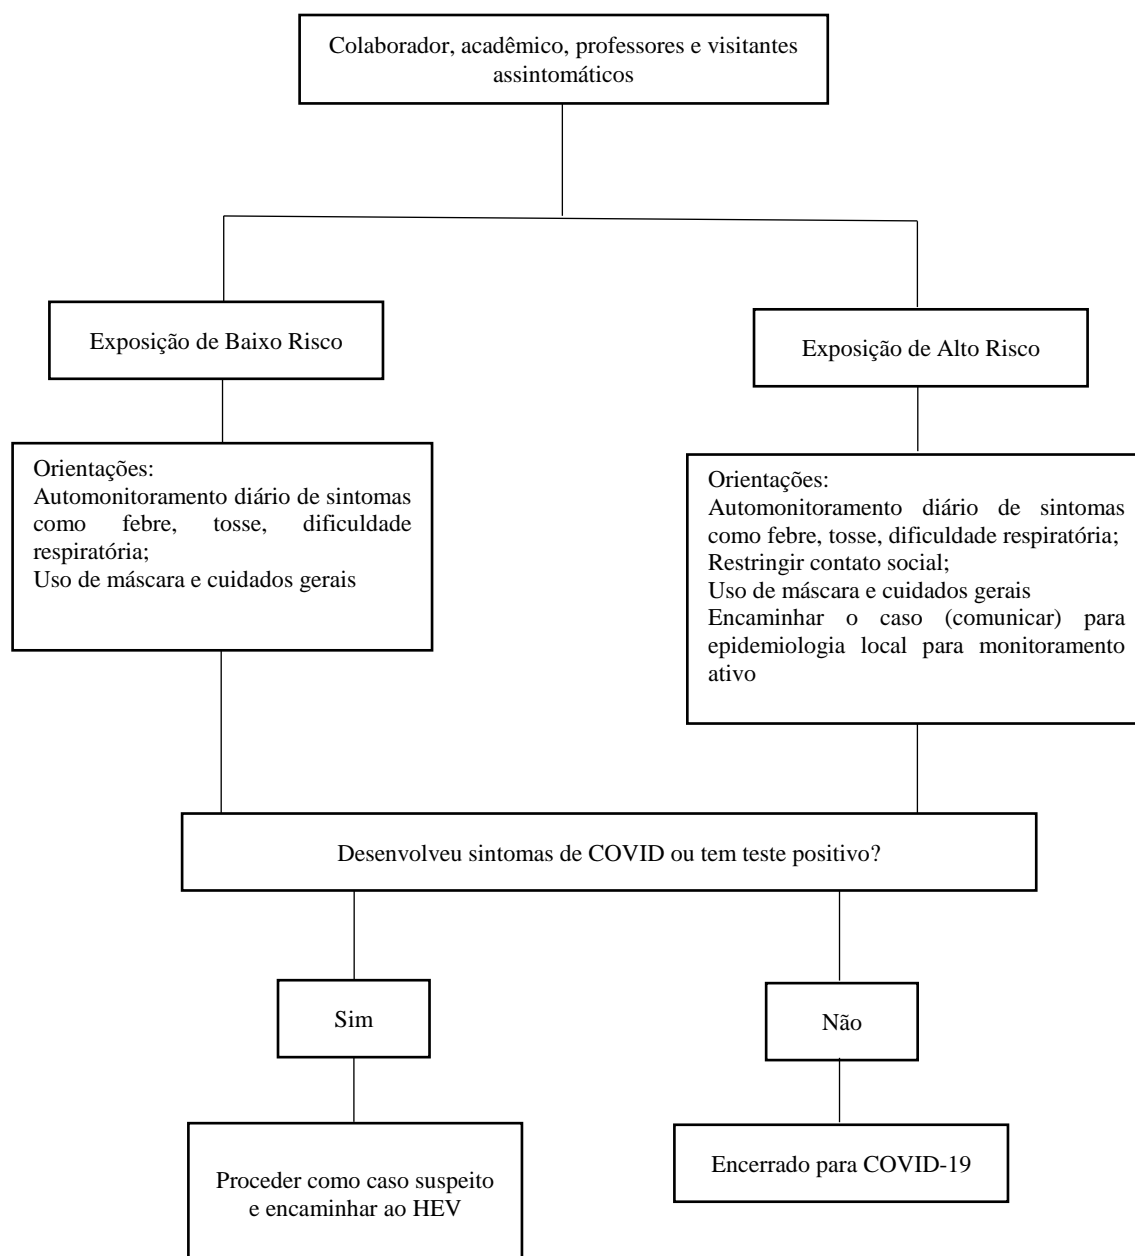 Colaborador, acadêmico, professores e visitantes
assintomáticos
Exposição de Baixo Risco
Exposição de Alto Risco
Orientações:
Automonitoramento diário de sintomas
como febre, tosse, dificuldade
respiratória;
Uso de máscara e cuidados gerais
Orientações:
Automonitoramento diário de sintomas
como febre, tosse, dificuldade respiratória;
Restringir contato social;
Uso de máscara e cuidados gerais
Encaminhar o caso (comunicar) para
epidemiologia local para monitoramento
ativo
Desenvolveu sintomas de COVID ou tem teste positivo?
Sim
Não
Proceder como caso suspeito
e encaminhar ao HEV
Encerrado para COVID-19